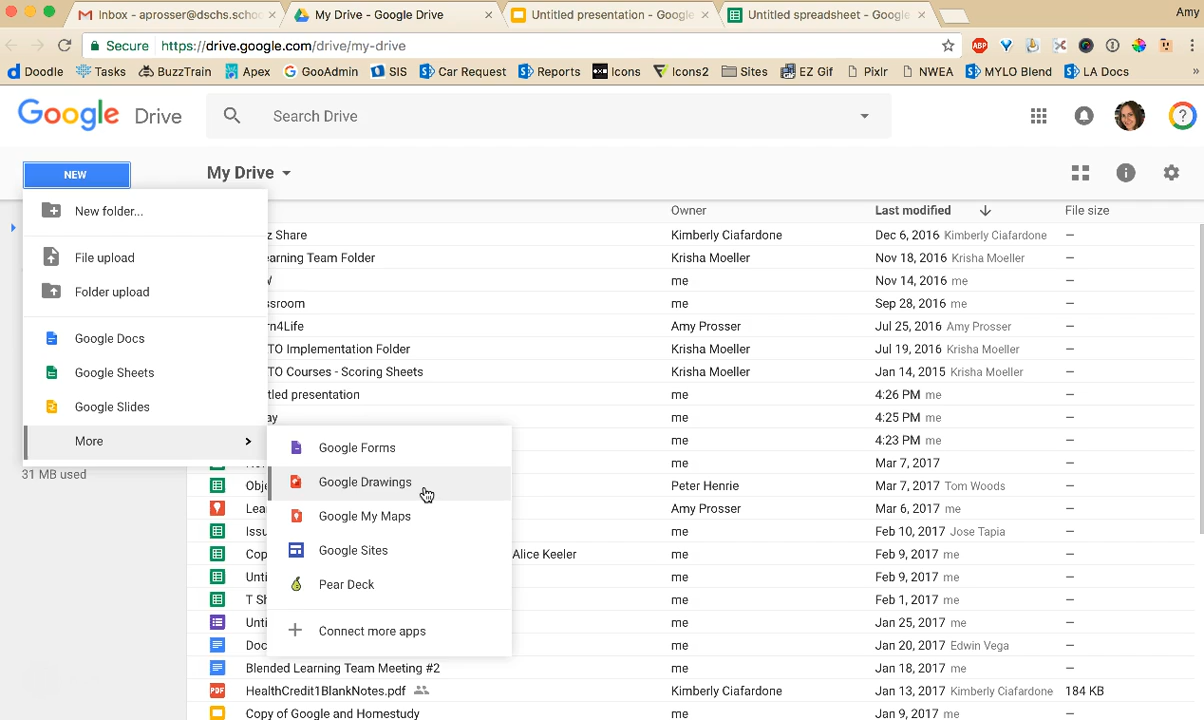 Inbox - aprosser@dschs.school
My Drive - Google Drive
Untitled presentation - Google
Untitled spreadsheet - Google
Amy
Secure https://drive.google.com/drive/my-drive
ABP
Doodle Tasks BuzzTrain Apex GooAdmin SIS Car Request Reports Icons Icons2 Sites EZ Gif Pixlr NWEA MYLO Blend LA Docs »
Google Drive
Search Drive
NEW
My Drive
New folder...
File upload
Folder upload
Google Docs
Google Sheets
Google Slides
More
31 MB used
Google Forms
Google Drawings
Google My Maps
Google Sites
Pear Deck
Connect more apps
Owner Last modified File size
z Share Kimberly Ciafardone Dec 6, 2016 Kimberly Ciafardone –
earning Team Folder Krisha Moeller Nov 18, 2016 Krisha Moeller –
me Nov 14, 2016 me –
ssroom me Sep 28, 2016 me –
rn4Life Amy Prosser Jul 25, 2016 Amy Prosser –
TO Implementation Folder Krisha Moeller Jul 19, 2016 Krisha Moeller –
TO Courses - Scoring Sheets Krisha Moeller Jan 14, 2015 Krisha Moeller –
tled presentation me 4:26 PM me –
ay me 4:25 PM me –
me 4:23 PM me –
me Mar 7, 2017 –
Obje Peter Henrie Mar 7, 2017 Tom Woods –
Lea Amy Prosser Mar 6, 2017 me –
Issu me Feb 10, 2017 Jose Tapia –
Cop Alice Keeler me Feb 9, 2017 me –
Unti me Feb 9, 2017 me –
T Sh me Feb 1, 2017 me –
Unti me Jan 25, 2017 me –
Doc me Jan 20, 2017 Edwin Vega –
Blended Learning Team Meeting #2 me Jan 18, 2017 me –
PDF HealthCredit1BlankNotes.pdf Kimberly Ciafardone Jan 13, 2017 Kimberly Ciafardone 184 KB
Copy of Google and Homestudy me Jan 9, 2017 me –